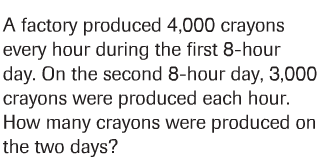 A factory produced 4,000 crayons
every hour during the first 8-hour
day. On the second 8-hour day, 3,000
crayons were produced each hour.
How many crayons were produced on
the two days?